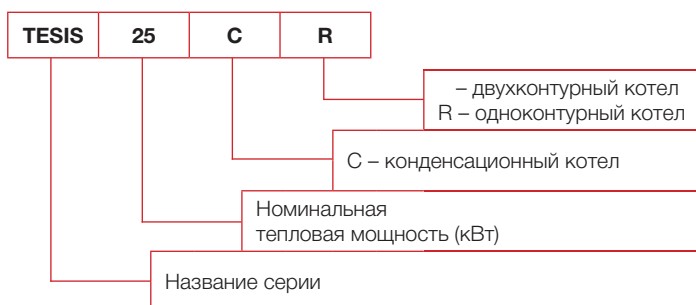 TESIS 25 C R
– двухконтурный котел
R – одноконтурный котел
C – конденсационный котел
Номинальная
тепловая мощность (кВт)
Название серии